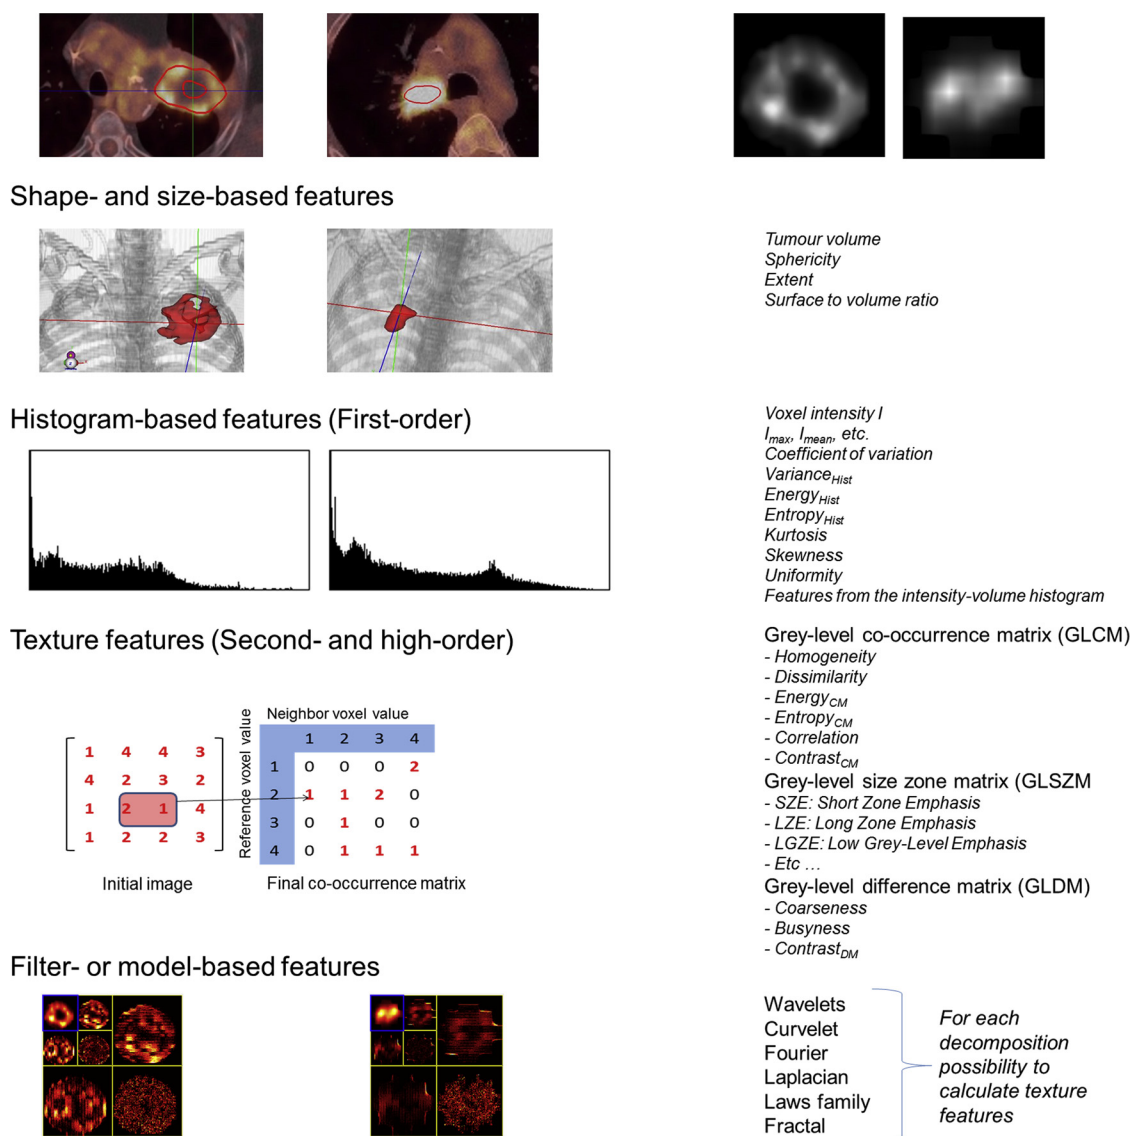 Shape- and size-based features
Tumour volume
Sphericity
Extent
Surface to volume ratio
Histogram-based features (First-order)
Voxel intensity I
Imax, Imean, etc.
Coefficient of variation
VarianceHist
EnergyHist
EntropyHist
Kurtosis
Skewness
Uniformity
Features from the intensity-volume histogram
Texture features (Second- and high-order)
Neighbor voxel value
Reference voxel value
1 2 3 4
1 0 0 0 2
2 1 1 2 0
3 0 1 0 0
4 0 1 1 1
1 4 4 3
4 2 3 2
1 2 1 4
1 2 2 3
Initial image
Final co-occurrence matrix
Grey-level co-occurrence matrix (GLCM)
- Homogeneity
- Dissimilarity
- EnergyCM
- EntropyCM
- Correlation
- ContrastCM
Grey-level size zone matrix (GLSZM
- SZE: Short Zone Emphasis
- LZE: Long Zone Emphasis
- LGZE: Low Grey-Level Emphasis
- Etc ...
Grey-level difference matrix (GLDM)
- Coarseness
- Busyness
- ContrastDM
Filter- or model-based features
Wavelets
Curvelet
Fourier
Laplacian
Laws family
Fractal
For each
decomposition
possibility to
calculate texture
features